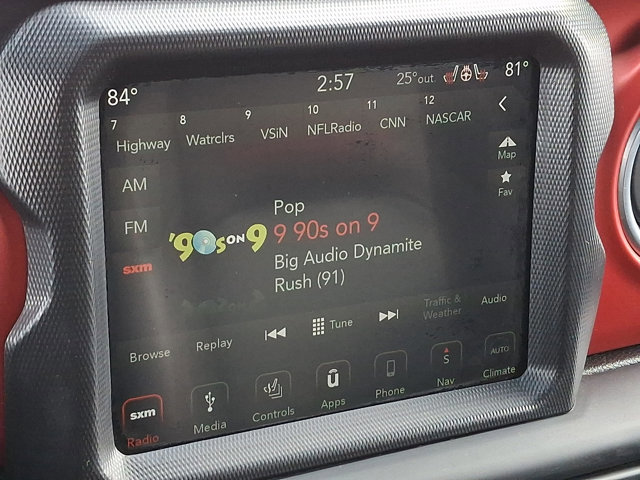 84°
2:57
25°out
81°
7 8 9 10 11 12
Highway Watrclrs VSiN NFLRadio CNN NASCAR
AM
Map
FM
Fav
sxm
'90s ON 9
Pop
9 90s on 9
Big Audio Dynamite
Rush (91)
Browse Replay Tune Traffic & Audio
Weather
sxm U S AUTO
Radio Media Controls Apps Phone Nav Climate